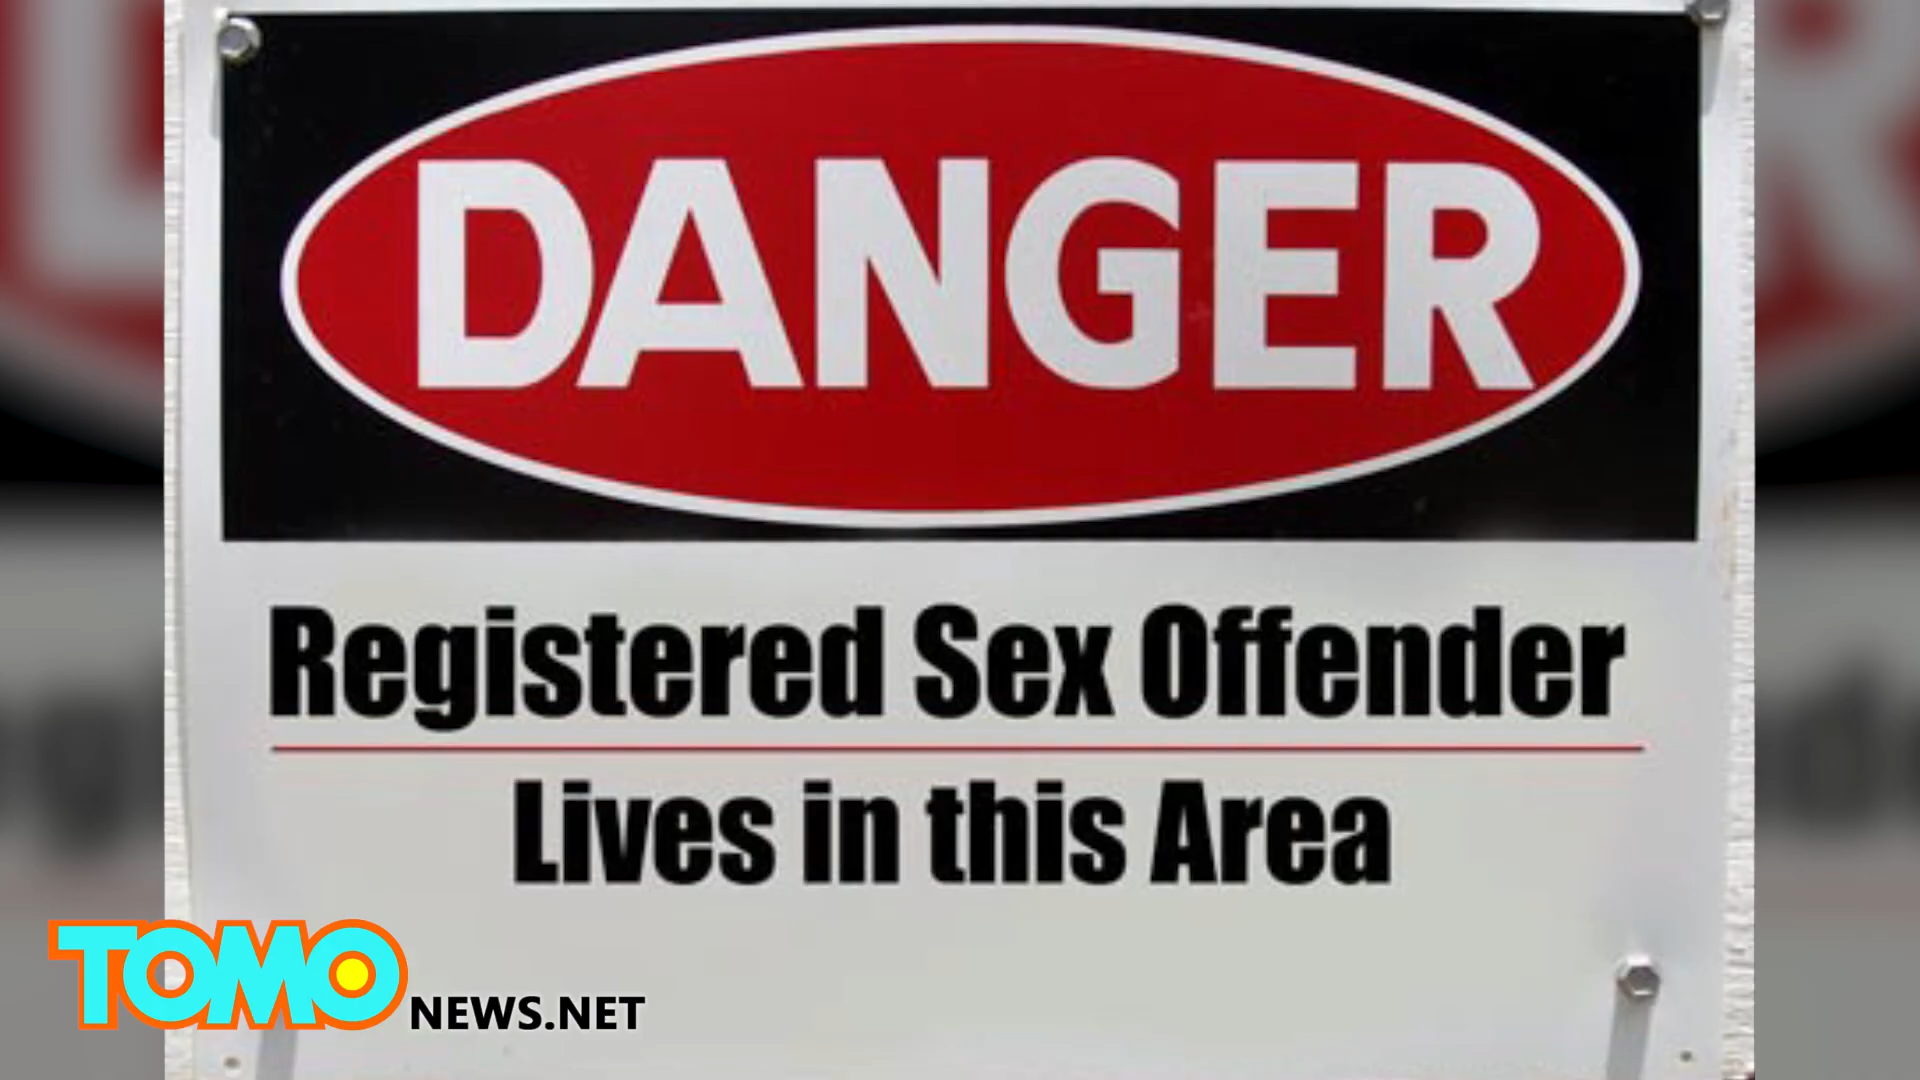 DANGER
Registered Sex Offender
Lives in this Area
TOMO NEWS.NET